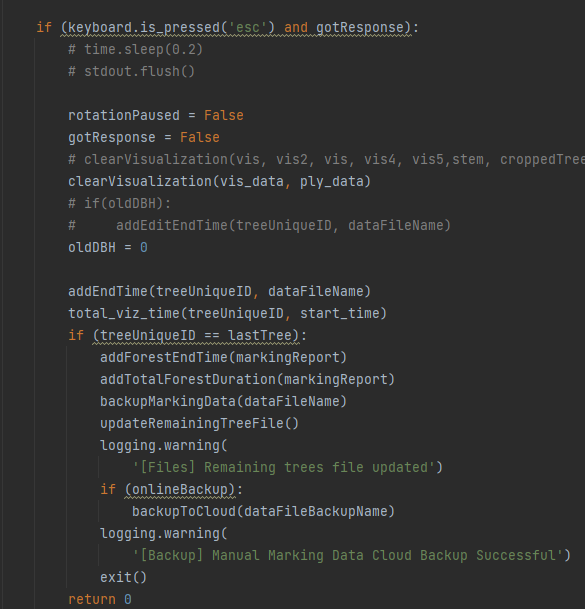 if (keyboard.is_pressed('esc') and gotResponse):
# time.sleep(0.2)
# stdout.flush()
rotationPaused = False
gotResponse = False
# clearVisualization(vis, vis2, vis, vis4, vis5,stem, croppedTree
clearVisualization(vis_data, ply_data)
# if(oldDBH):
#     addEditEndTime(treeUniqueID, dataFileName)
oldDBH = 0
addEndTime(treeUniqueID, dataFileName)
total_viz_time(treeUniqueID, start_time)
if (treeUniqueID == lastTree):
addForestEndTime(markingReport)
addTotalForestDuration(markingReport)
backupMarkingData(dataFileName)
updateRemainingTreeFile()
logging.warning(
'[Files] Remaining trees file updated')
if (onlineBackup):
backupToCloud(dataFileBackupName)
logging.warning(
'[Backup] Manual Marking Data Cloud Backup Successful')
exit()
return 0